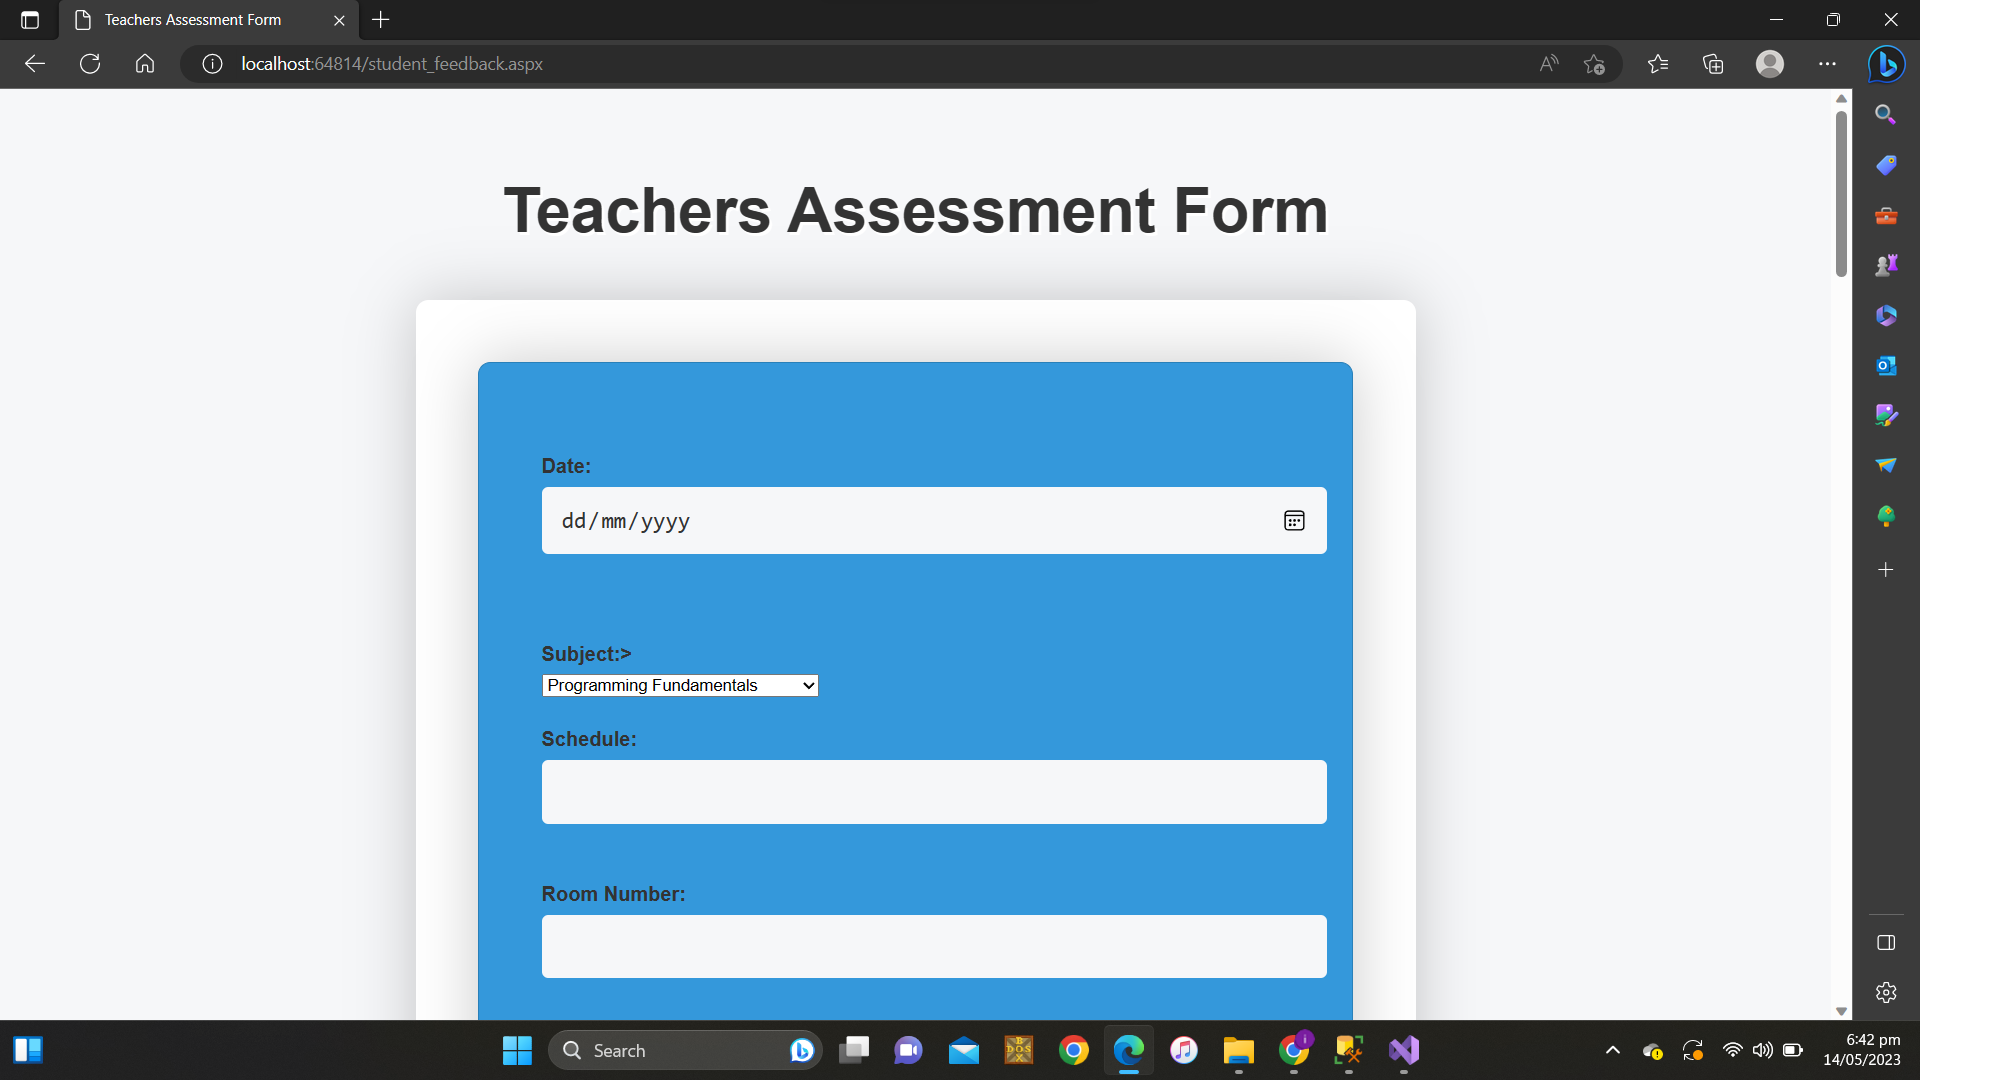 Teachers Assessment Form
localhost:64814/student_feedback.aspx
Teachers Assessment Form
Date:
dd/mm/yyyy
Subject:>
Programming Fundamentals
Schedule:
Room Number:
Search
6:42 pm
14/05/2023